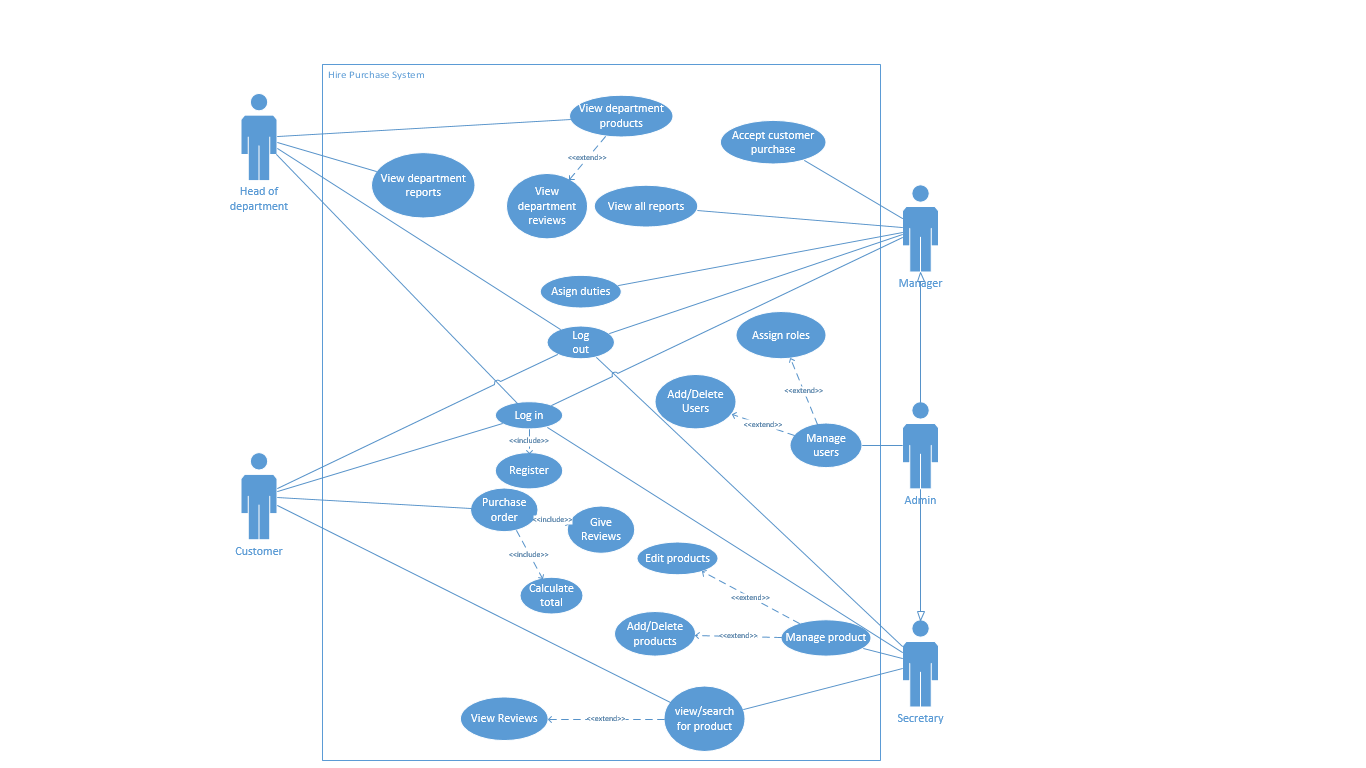 Hire Purchase System
View department
products
Accept customer
purchase
<<extend>>
View department
reports
Head of
department
View
department
reviews
View all reports
Manager
Asign duties
Log
out
Assign roles
<<extend>>
Add/Delete
Users
<<extend>>
Log in
Manage
users
<<include>>
Register
Admin
Purchase
order
<<include>>
Give
Reviews
Customer
<<include>>
Edit products
Calculate
total
<<extend>>
Add/Delete
products
<<extend>>
Manage product
View Reviews
<<extend>>
view/search
for product
Secretary